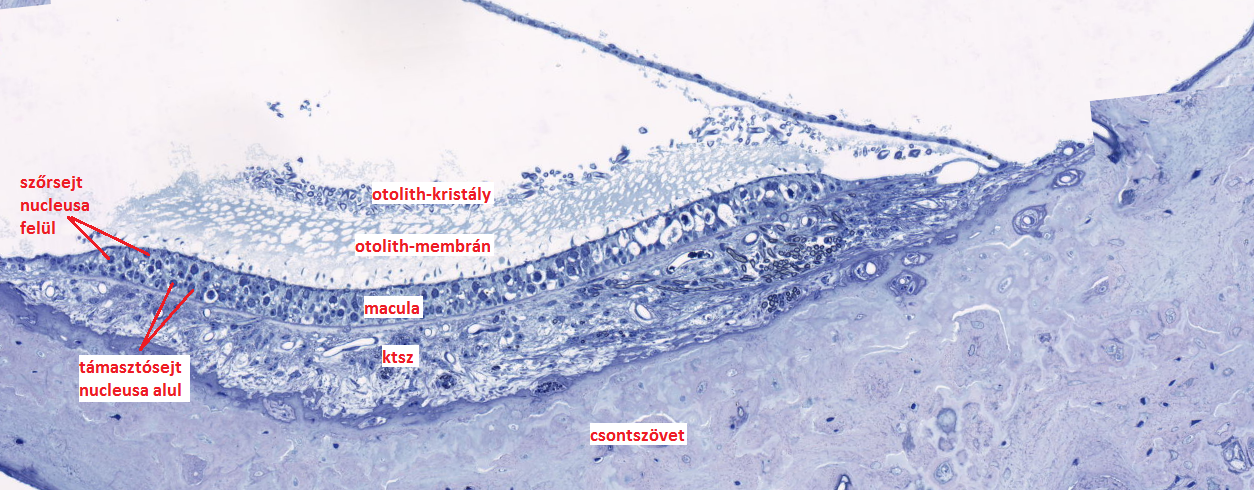 szőrsejt
nucleusa
felül
otolith-kristály
otolith-membrán
macula
ktsz
támasztósejt
nucleusa alul
csontszövet